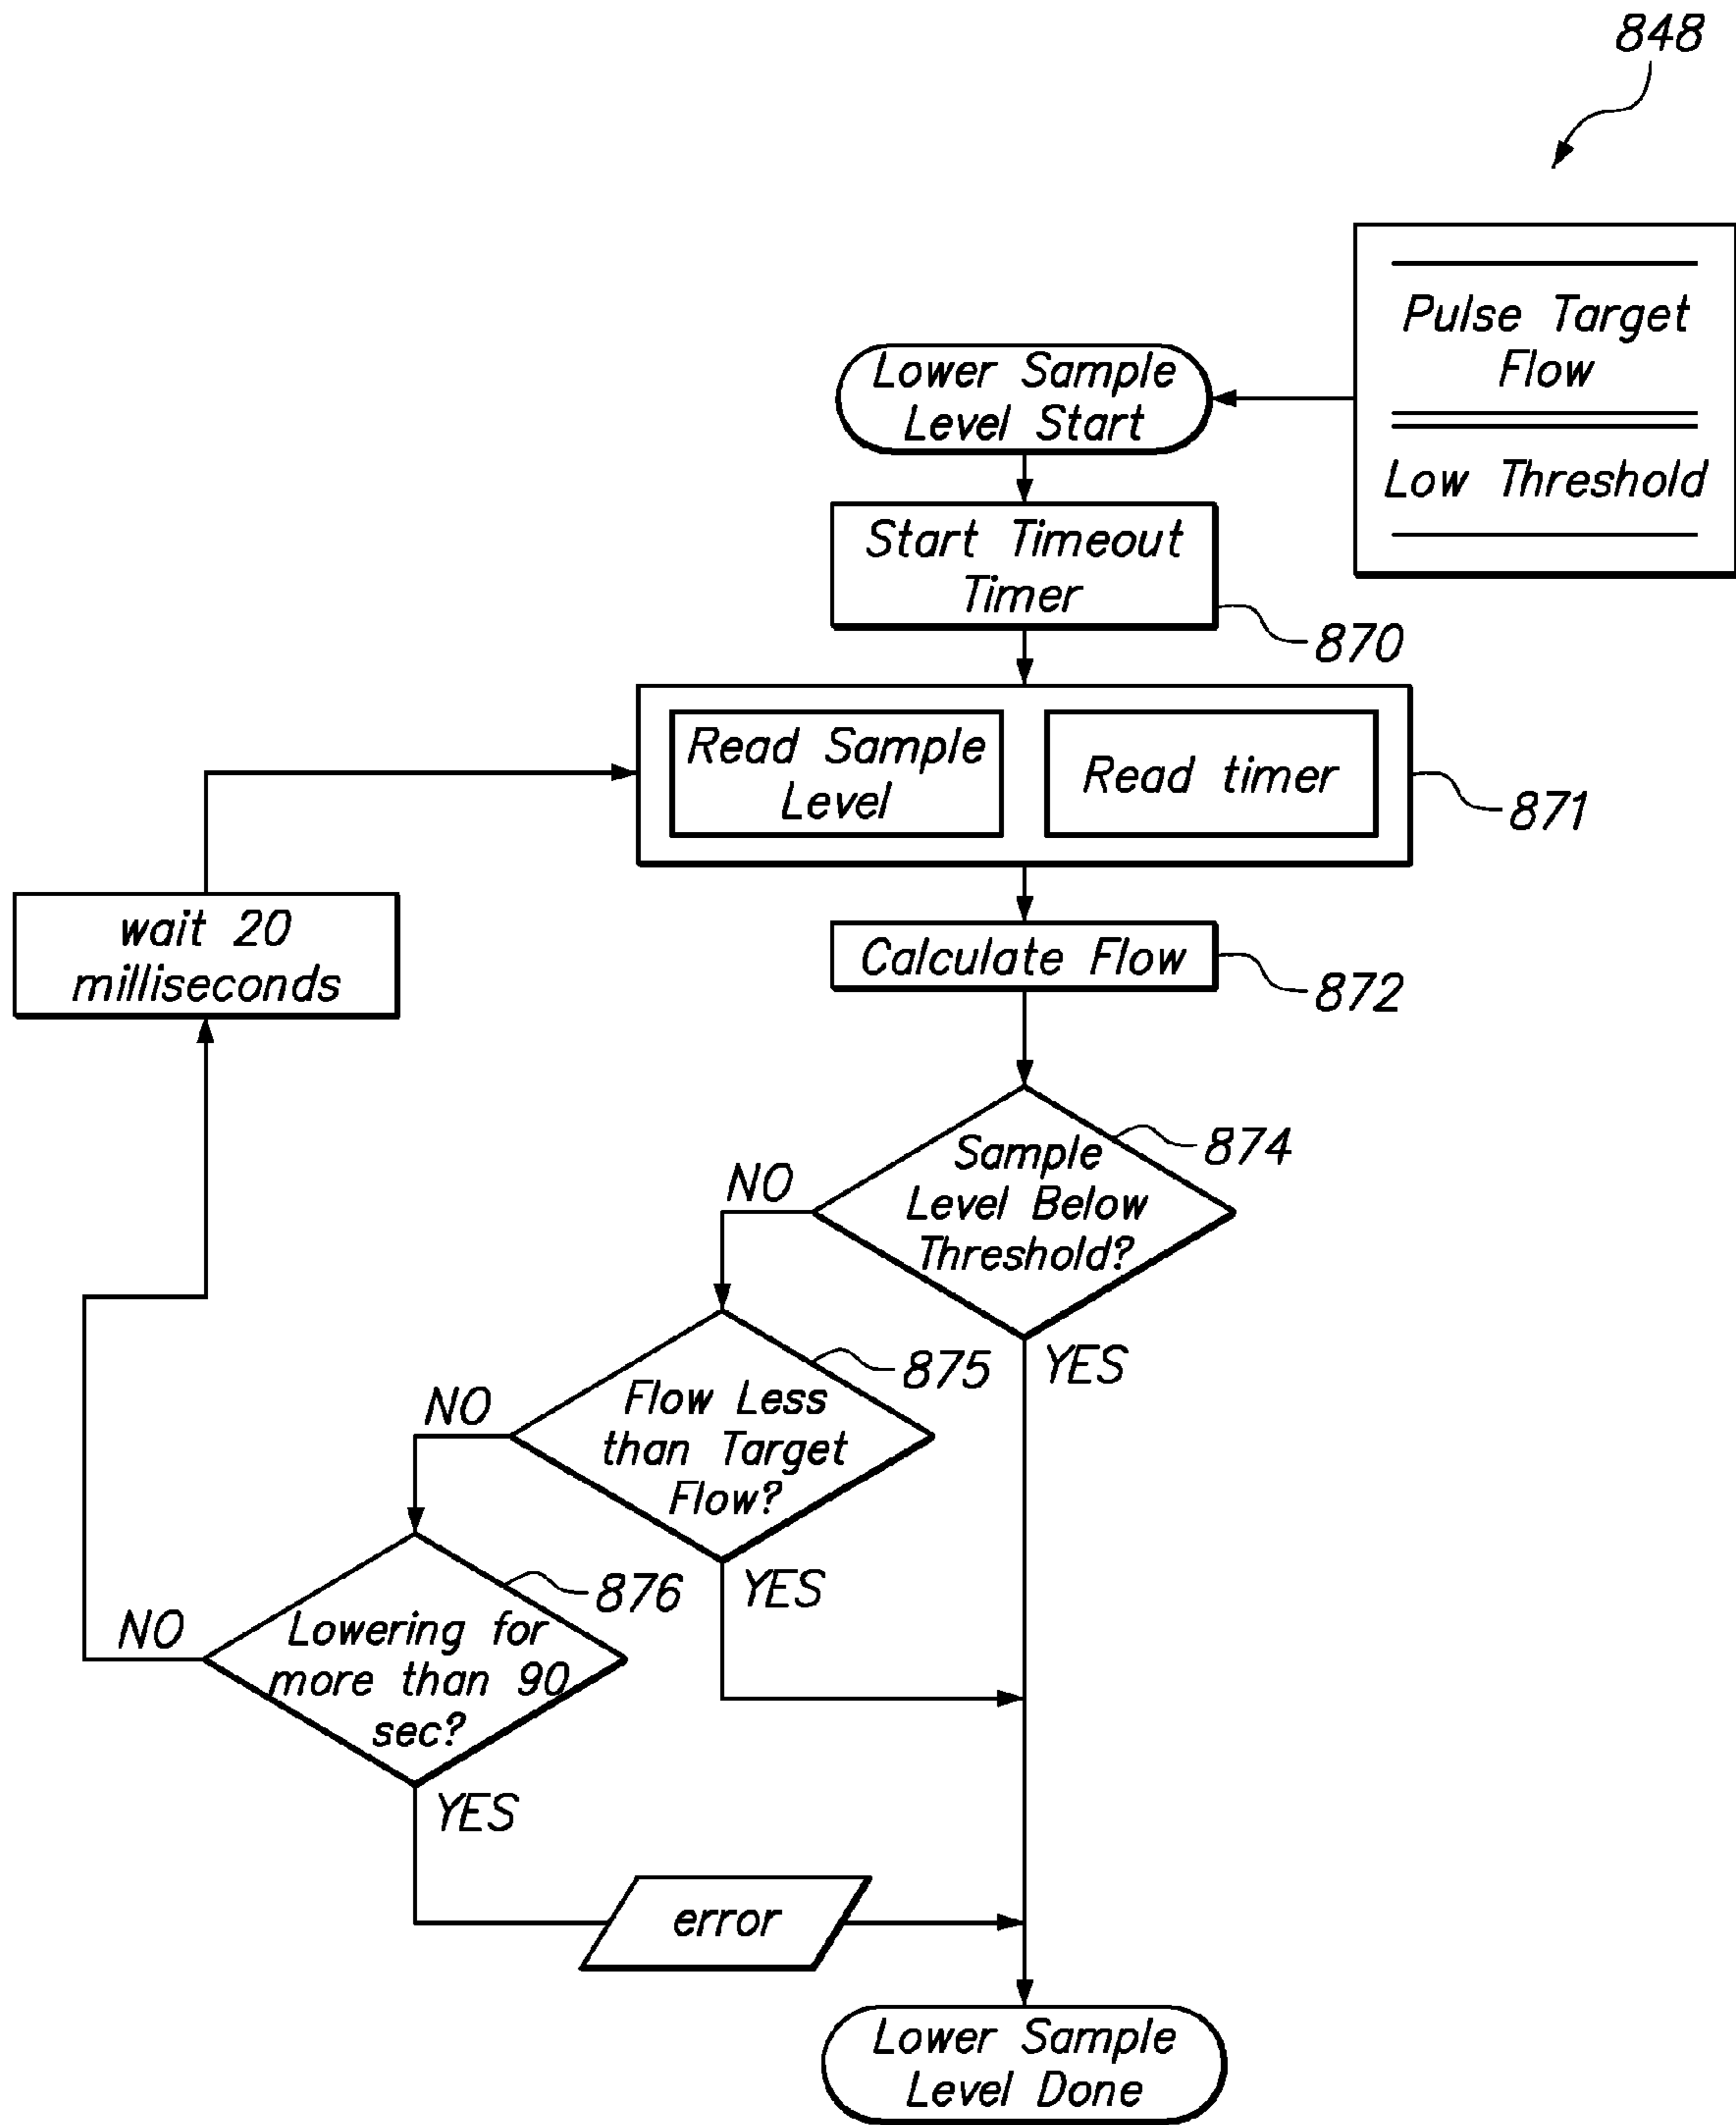 848
Pulse Target
Flow
Low Threshold
Lower Sample
Level Start
Start Timeout
Timer
870
Read Sample
Level
Read timer
871
wait 20
milliseconds
Calculate Flow
872
Sample
Level Below
Threshold?
874
NO
YES
Flow Less
than Target
Flow?
875
NO
YES
Lowering for
more than 90
sec?
876
NO
YES
error
Lower Sample
Level Done